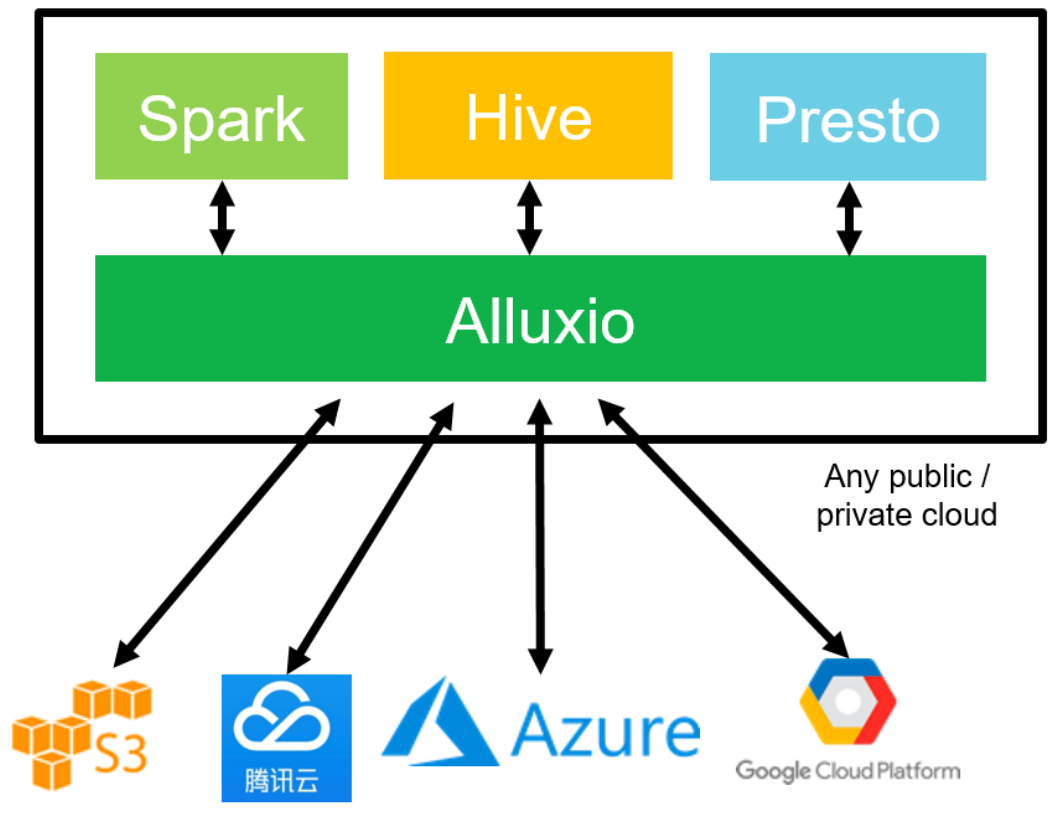 Spark
Hive
Presto
Alluxio
Any public /
private cloud
S3
腾讯云
Azure
Google Cloud Platform